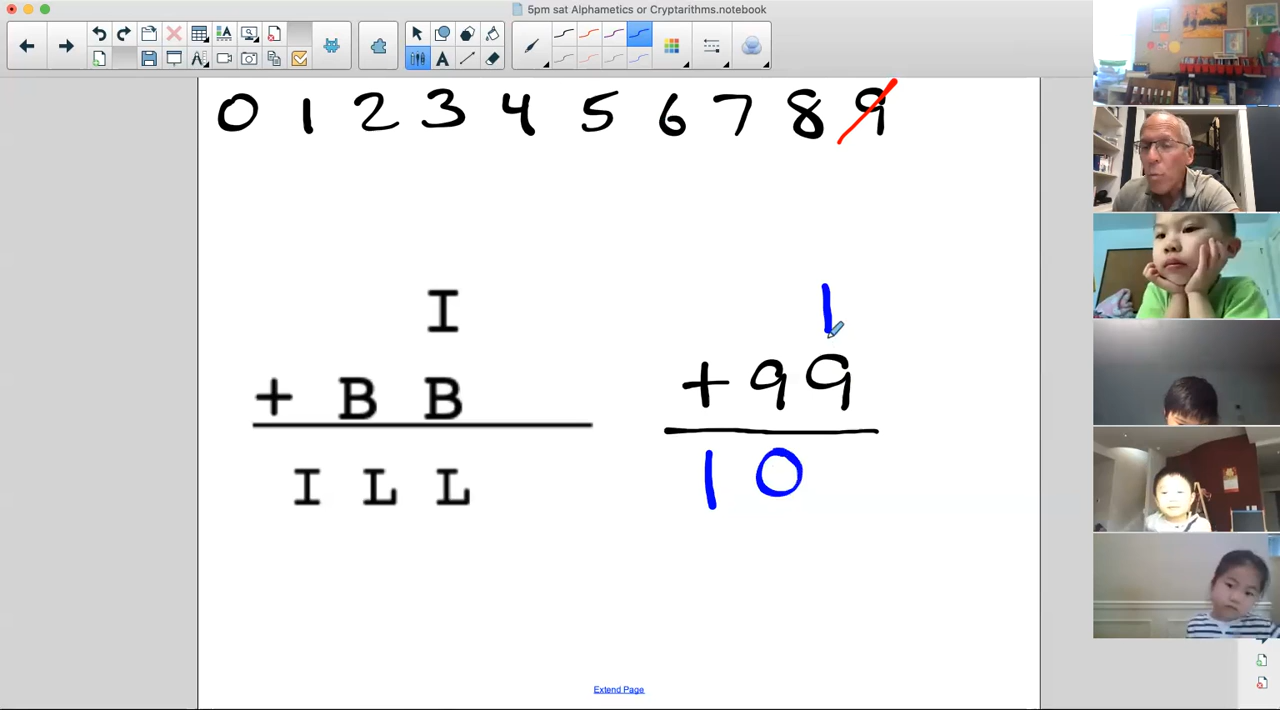 5pm sat Alphametics or Cryptarithms.notebook
0 1 2 3 4 5 6 7 8 9
I
+ B B
I L L
1
+ 9 9
1 0
Extend Page